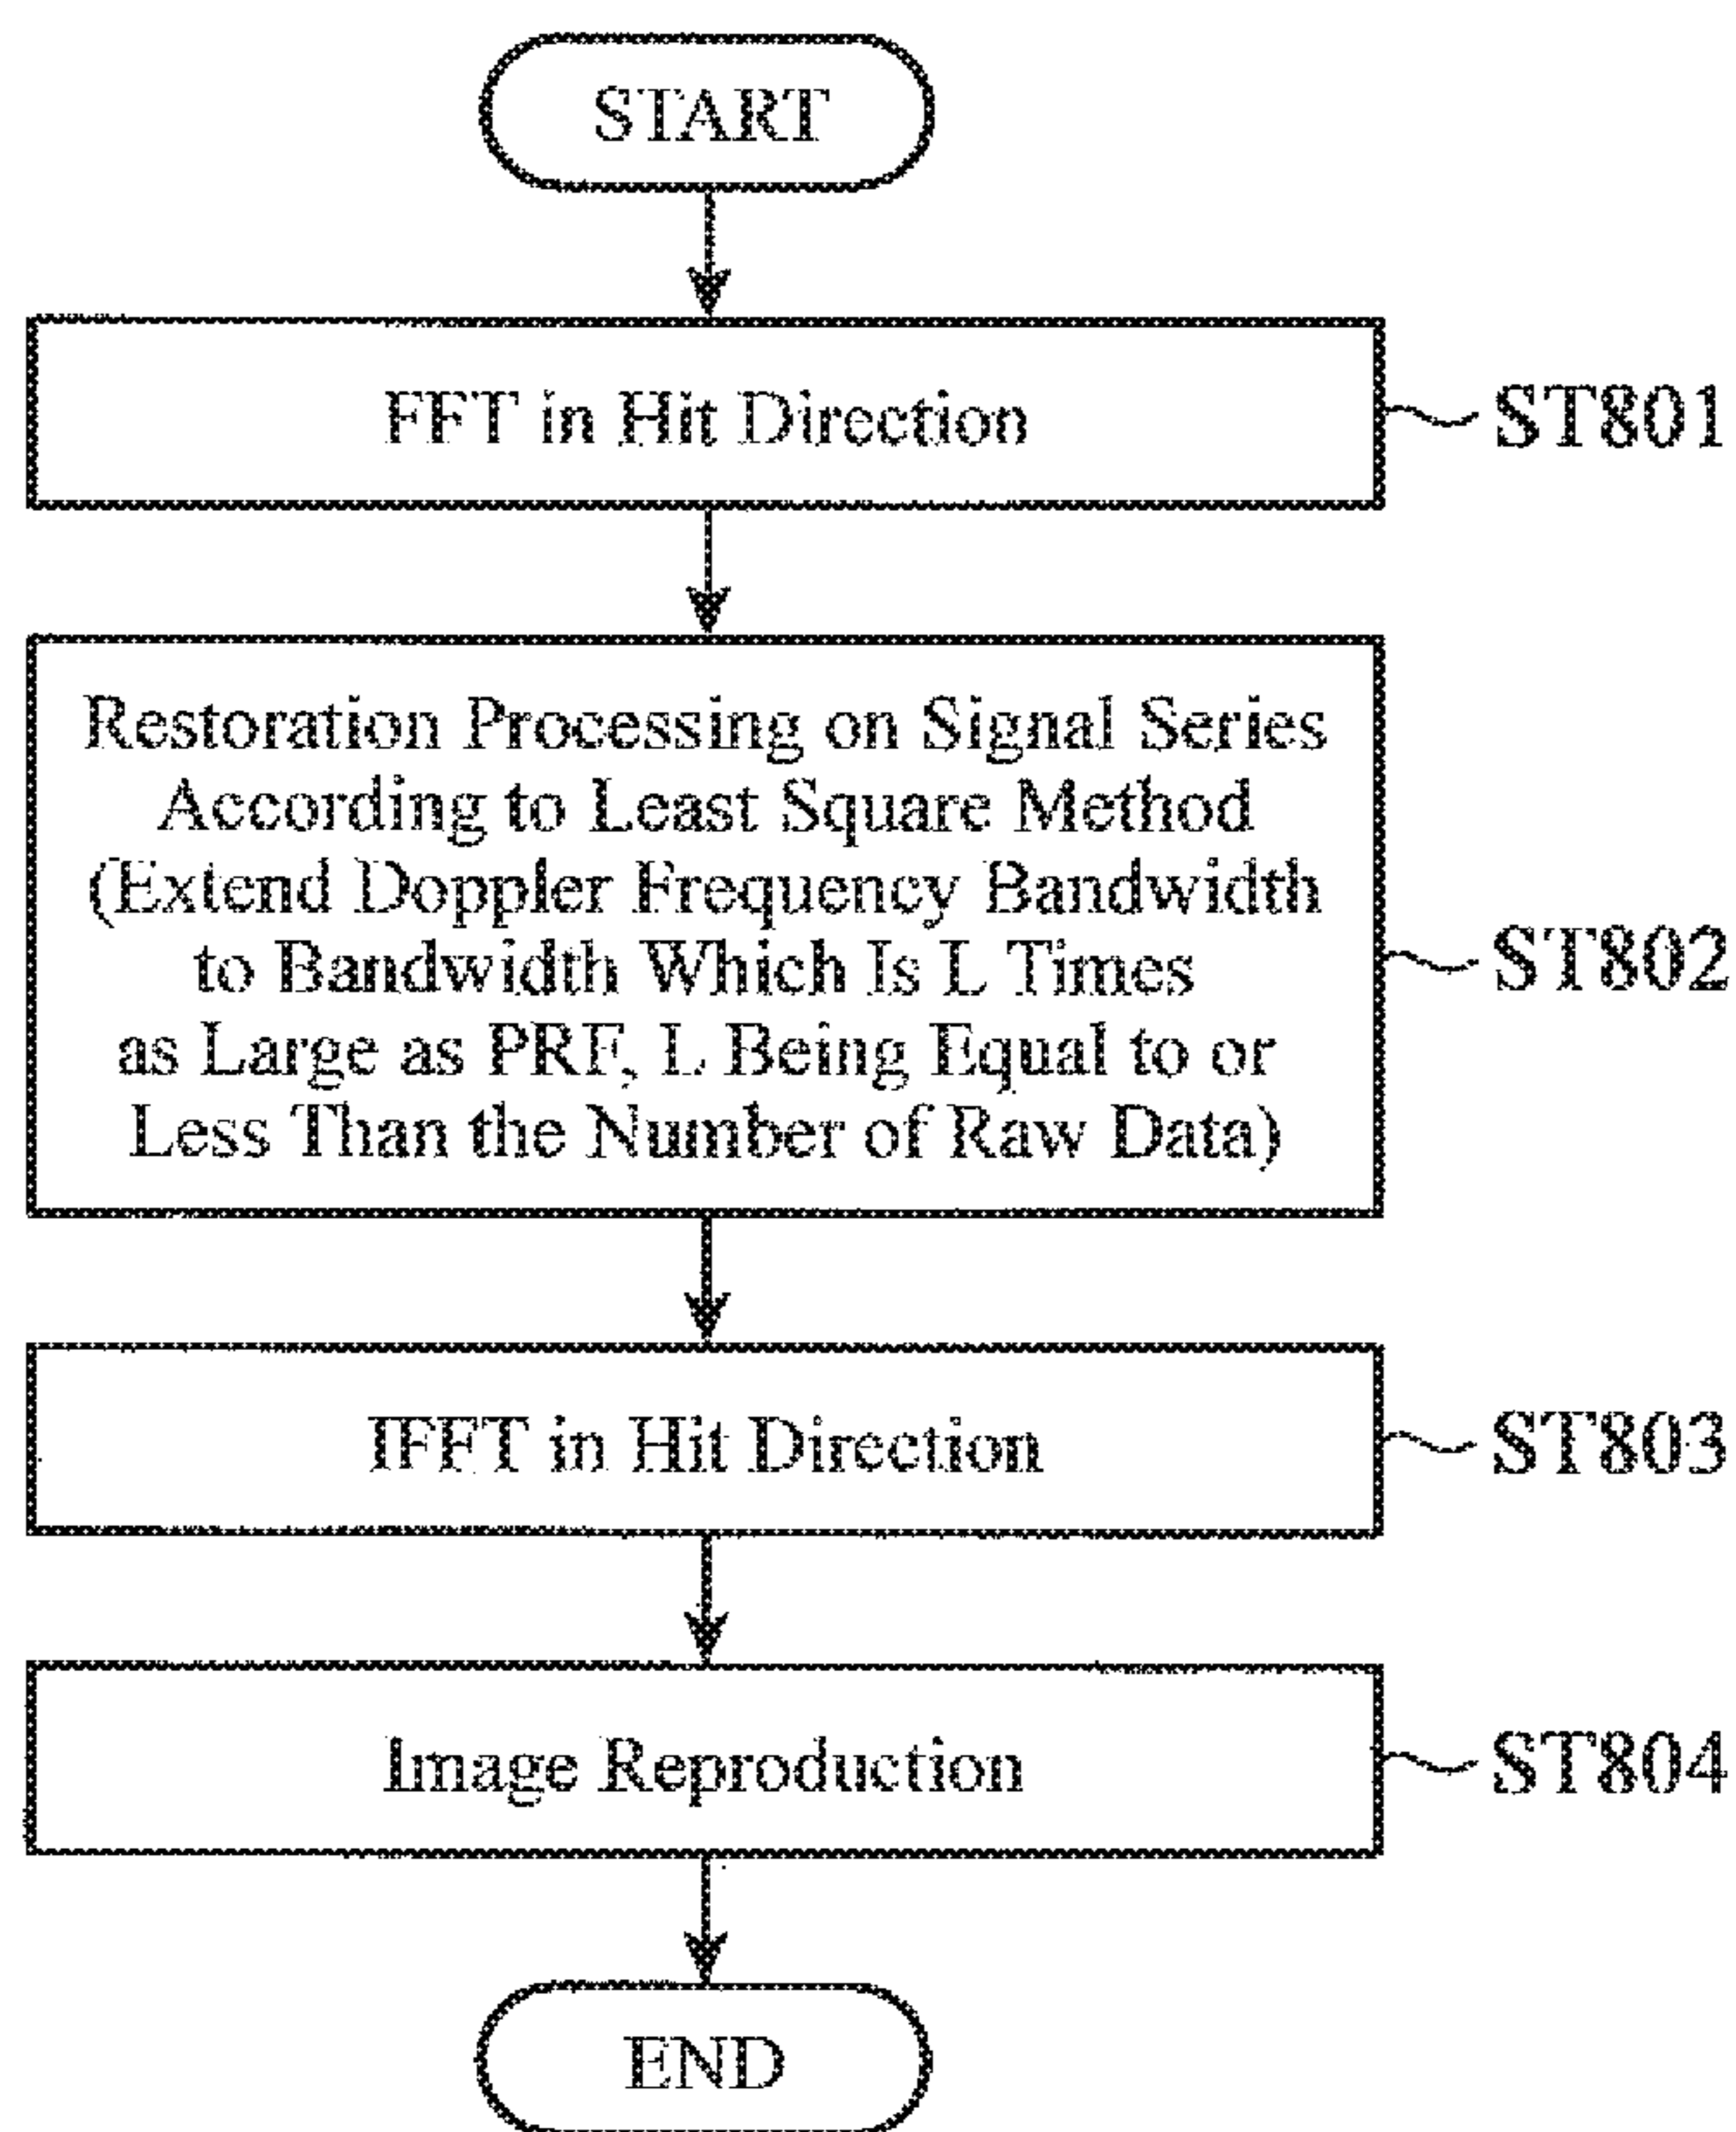 START
FFT in Hit Direction
ST801
Restoration Processing on Signal Series
According to Least Square Method
(Extend Doppler Frequency Bandwidth
to Bandwidth Which Is L Times
as Large as PRF, L Being Equal to or
Less Than the Number of Raw Data)
ST802
IFFT in Hit Direction
ST803
Image Reproduction
ST804
END